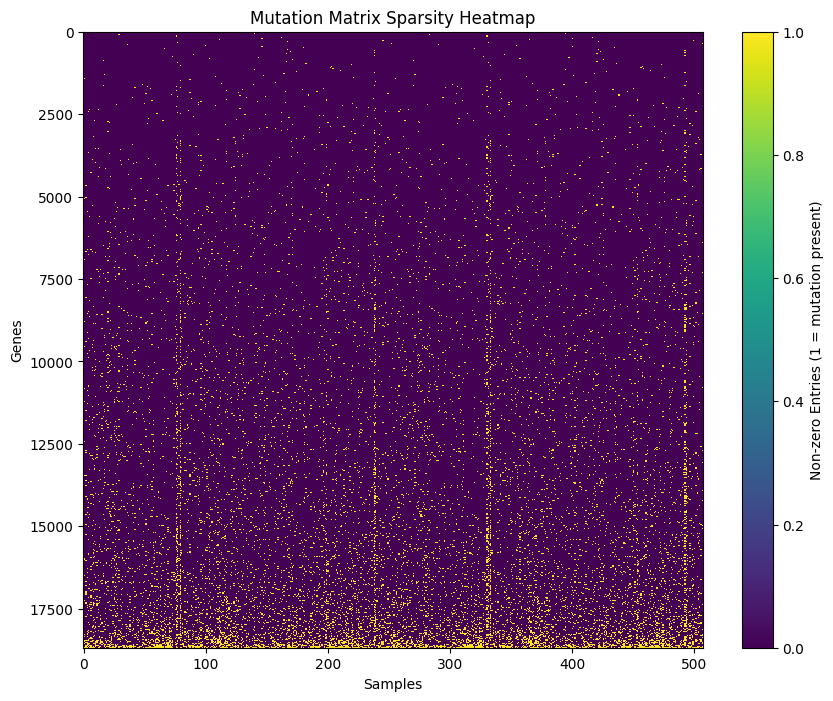 Mutation Matrix Sparsity Heatmap
0
2500
5000
7500
10000
12500
15000
17500
Genes
0 100 200 300 400 500
Samples
1.0
0.8
0.6
0.4
0.2
0.0
Non-zero Entries (1 = mutation present)